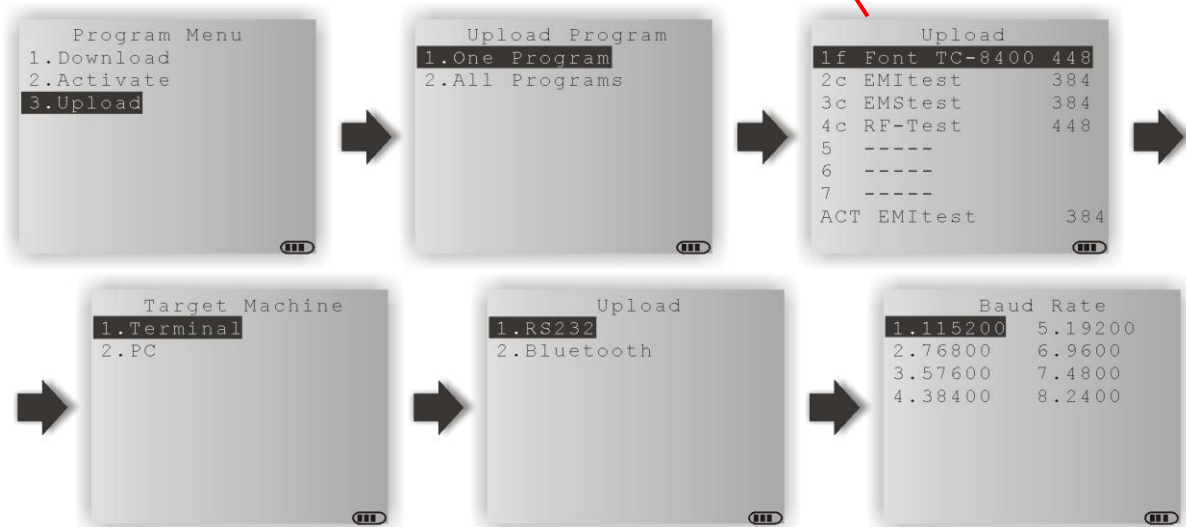 Program Menu
1.Download
2.Activate
3.Upload
Upload Program
1.One Program
2.All Programs
Upload
1f Font TC-8400 448
2c EMItest 384
3c EMStest 384
4c RF-Test 448
5 -----
6 -----
7 -----
ACT EMItest 384
Target Machine
1.Terminal
2.PC
Upload
1.RS232
2.Bluetooth
Baud Rate
1.115200 5.19200
2.76800 6.9600
3.57600 7.4800
4.38400 8.2400